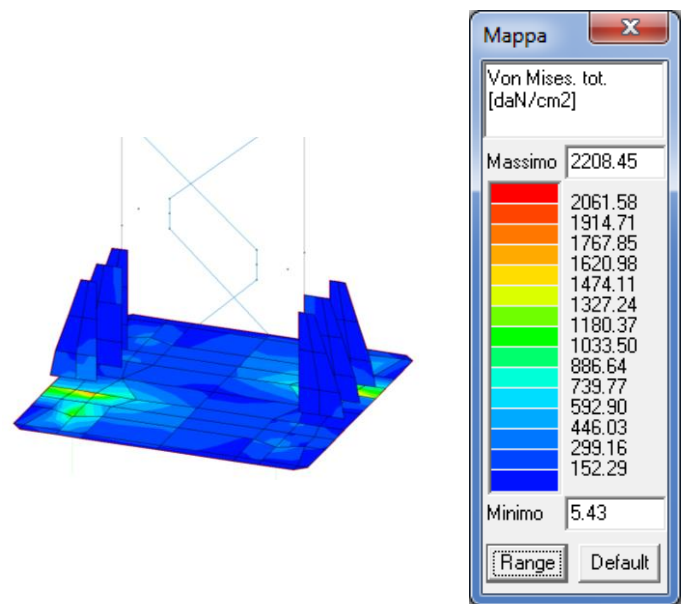 Mappa
Von Mises. tot.
[daN/cm2]
Massimo 2208.45
2061.58
1914.71
1767.85
1620.98
1474.11
1327.24
1180.37
1033.50
886.64
739.77
592.90
446.03
299.16
152.29
Minimo 5.43
Range Default